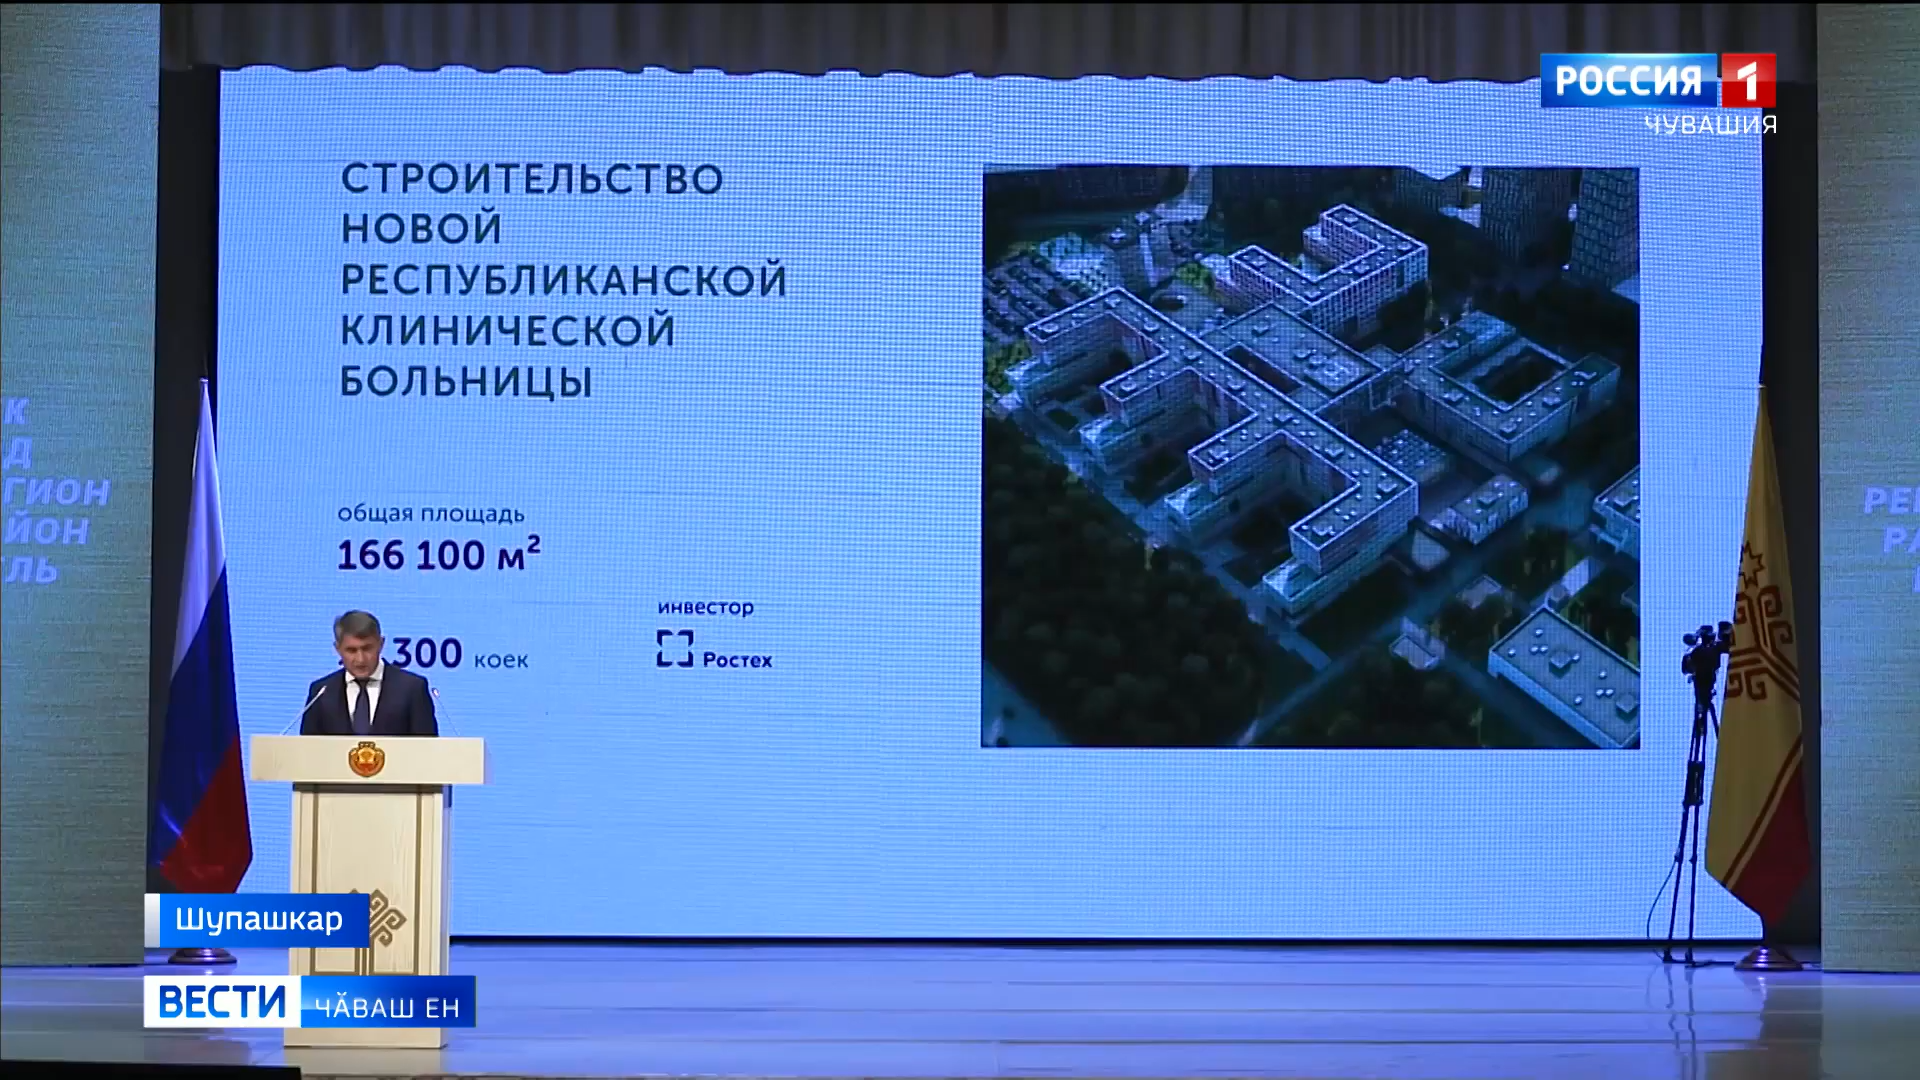 РОССИЯ 1
ЧУВАШИЯ
СТРОИТЕЛЬСТВО
НОВОЙ
РЕСПУБЛИКАНСКОЙ
КЛИНИЧЕСКОЙ
БОЛЬНИЦЫ
общая площадь
166 100 м²
300 коек
инвестор
Ростех
Шупашкар
ВЕСТИ ЧӐВАШ ЕН